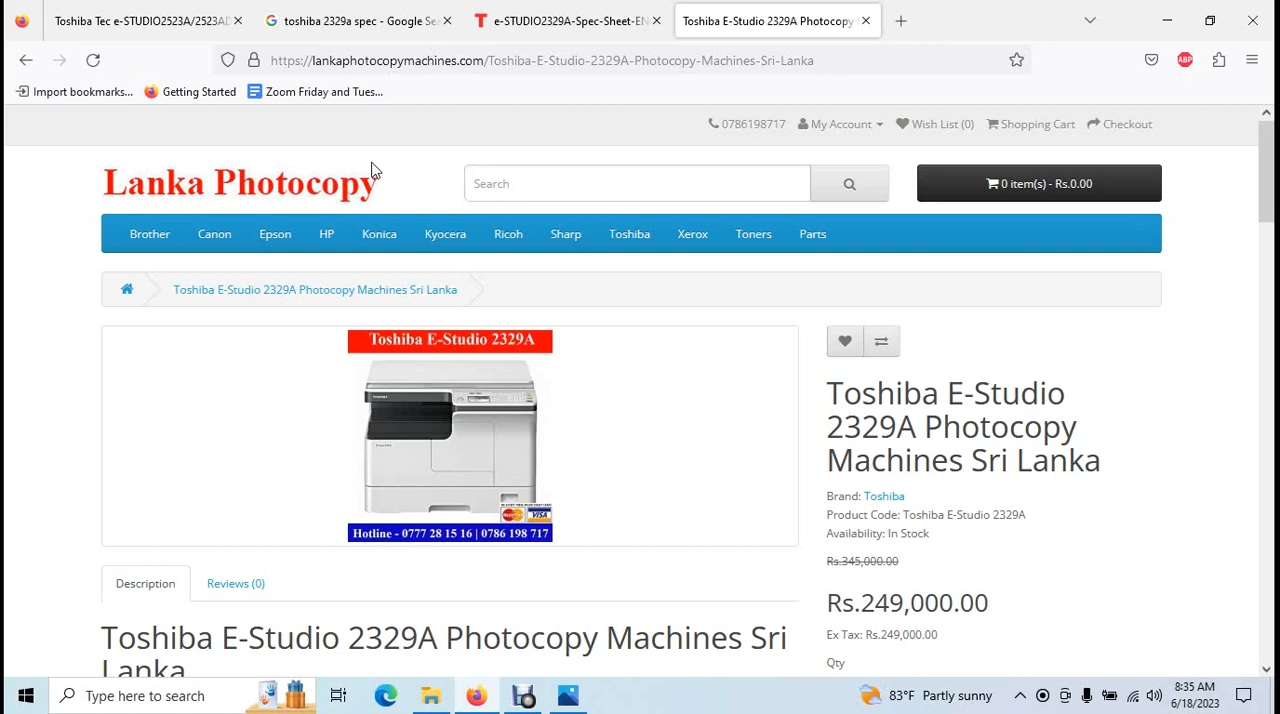 Toshiba Tec e-STUDIO2523A/2523AD
toshiba 2329a spec - Google Se
e-STUDIO2329A-Spec-Sheet-EN
Toshiba E-Studio 2329A Photocopy
https://lankaphotocopymachines.com/Toshiba-E-Studio-2329A-Photocopy-Machines-Sri-Lanka
ABP
Import bookmarks...
Getting Started
Zoom Friday and Tues...
0786198717
My Account
Wish List (0)
Shopping Cart
Checkout
Lanka Photocopy
Search
0 item(s) - Rs.0.00
Brother
Canon
Epson
HP
Konica
Kyocera
Ricoh
Sharp
Toshiba
Xerox
Toners
Parts
Toshiba E-Studio 2329A Photocopy Machines Sri Lanka
Toshiba E-Studio 2329A
MasterCard
VISA
Hotline - 0777 28 15 16 | 0786 198 717
Toshiba E-Studio
2329A Photocopy
Machines Sri Lanka
Brand: Toshiba
Product Code: Toshiba E-Studio 2329A
Availability: In Stock
Rs.345,000.00
Rs.249,000.00
Ex Tax: Rs.249,000.00
Qty
Description
Reviews (0)
Toshiba E-Studio 2329A Photocopy Machines Sri
Lanka
Type here to search
83°F Partly sunny
8:35 AM
6/18/2023